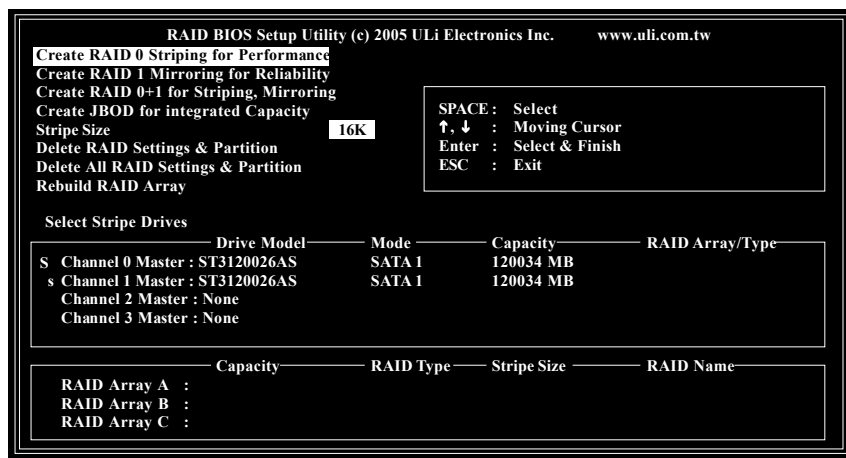 RAID BIOS Setup Utility (c) 2005 ULi Electronics Inc. www.uli.com.tw
Create RAID 0 Striping for Performance
Create RAID 1 Mirroring for Reliability
Create RAID 0+1 for Striping, Mirroring
Create JBOD for integrated Capacity
Stripe Size 16K
Delete RAID Settings & Partition
Delete All RAID Settings & Partition
Rebuild RAID Array
SPACE : Select
↑, ↓ : Moving Cursor
Enter : Select & Finish
ESC : Exit
Select Stripe Drives
Drive Model Mode Capacity RAID Array/Type
S Channel 0 Master : ST3120026AS SATA 1 120034 MB
s Channel 1 Master : ST3120026AS SATA 1 120034 MB
Channel 2 Master : None
Channel 3 Master : None
Capacity RAID Type Stripe Size RAID Name
RAID Array A :
RAID Array B :
RAID Array C :